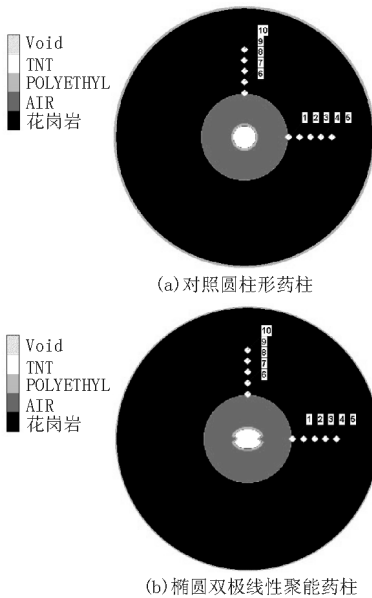 Void
TNT
POLYETHYL
AIR
花岗岩
10
9
8
7
6
1 2 3 4 5
(a)对照圆柱形药柱
Void
TNT
POLYETHYL
AIR
花岗岩
10
9
8
7
6
1 2 3 4 5
(b)椭圆双极线性聚能药柱